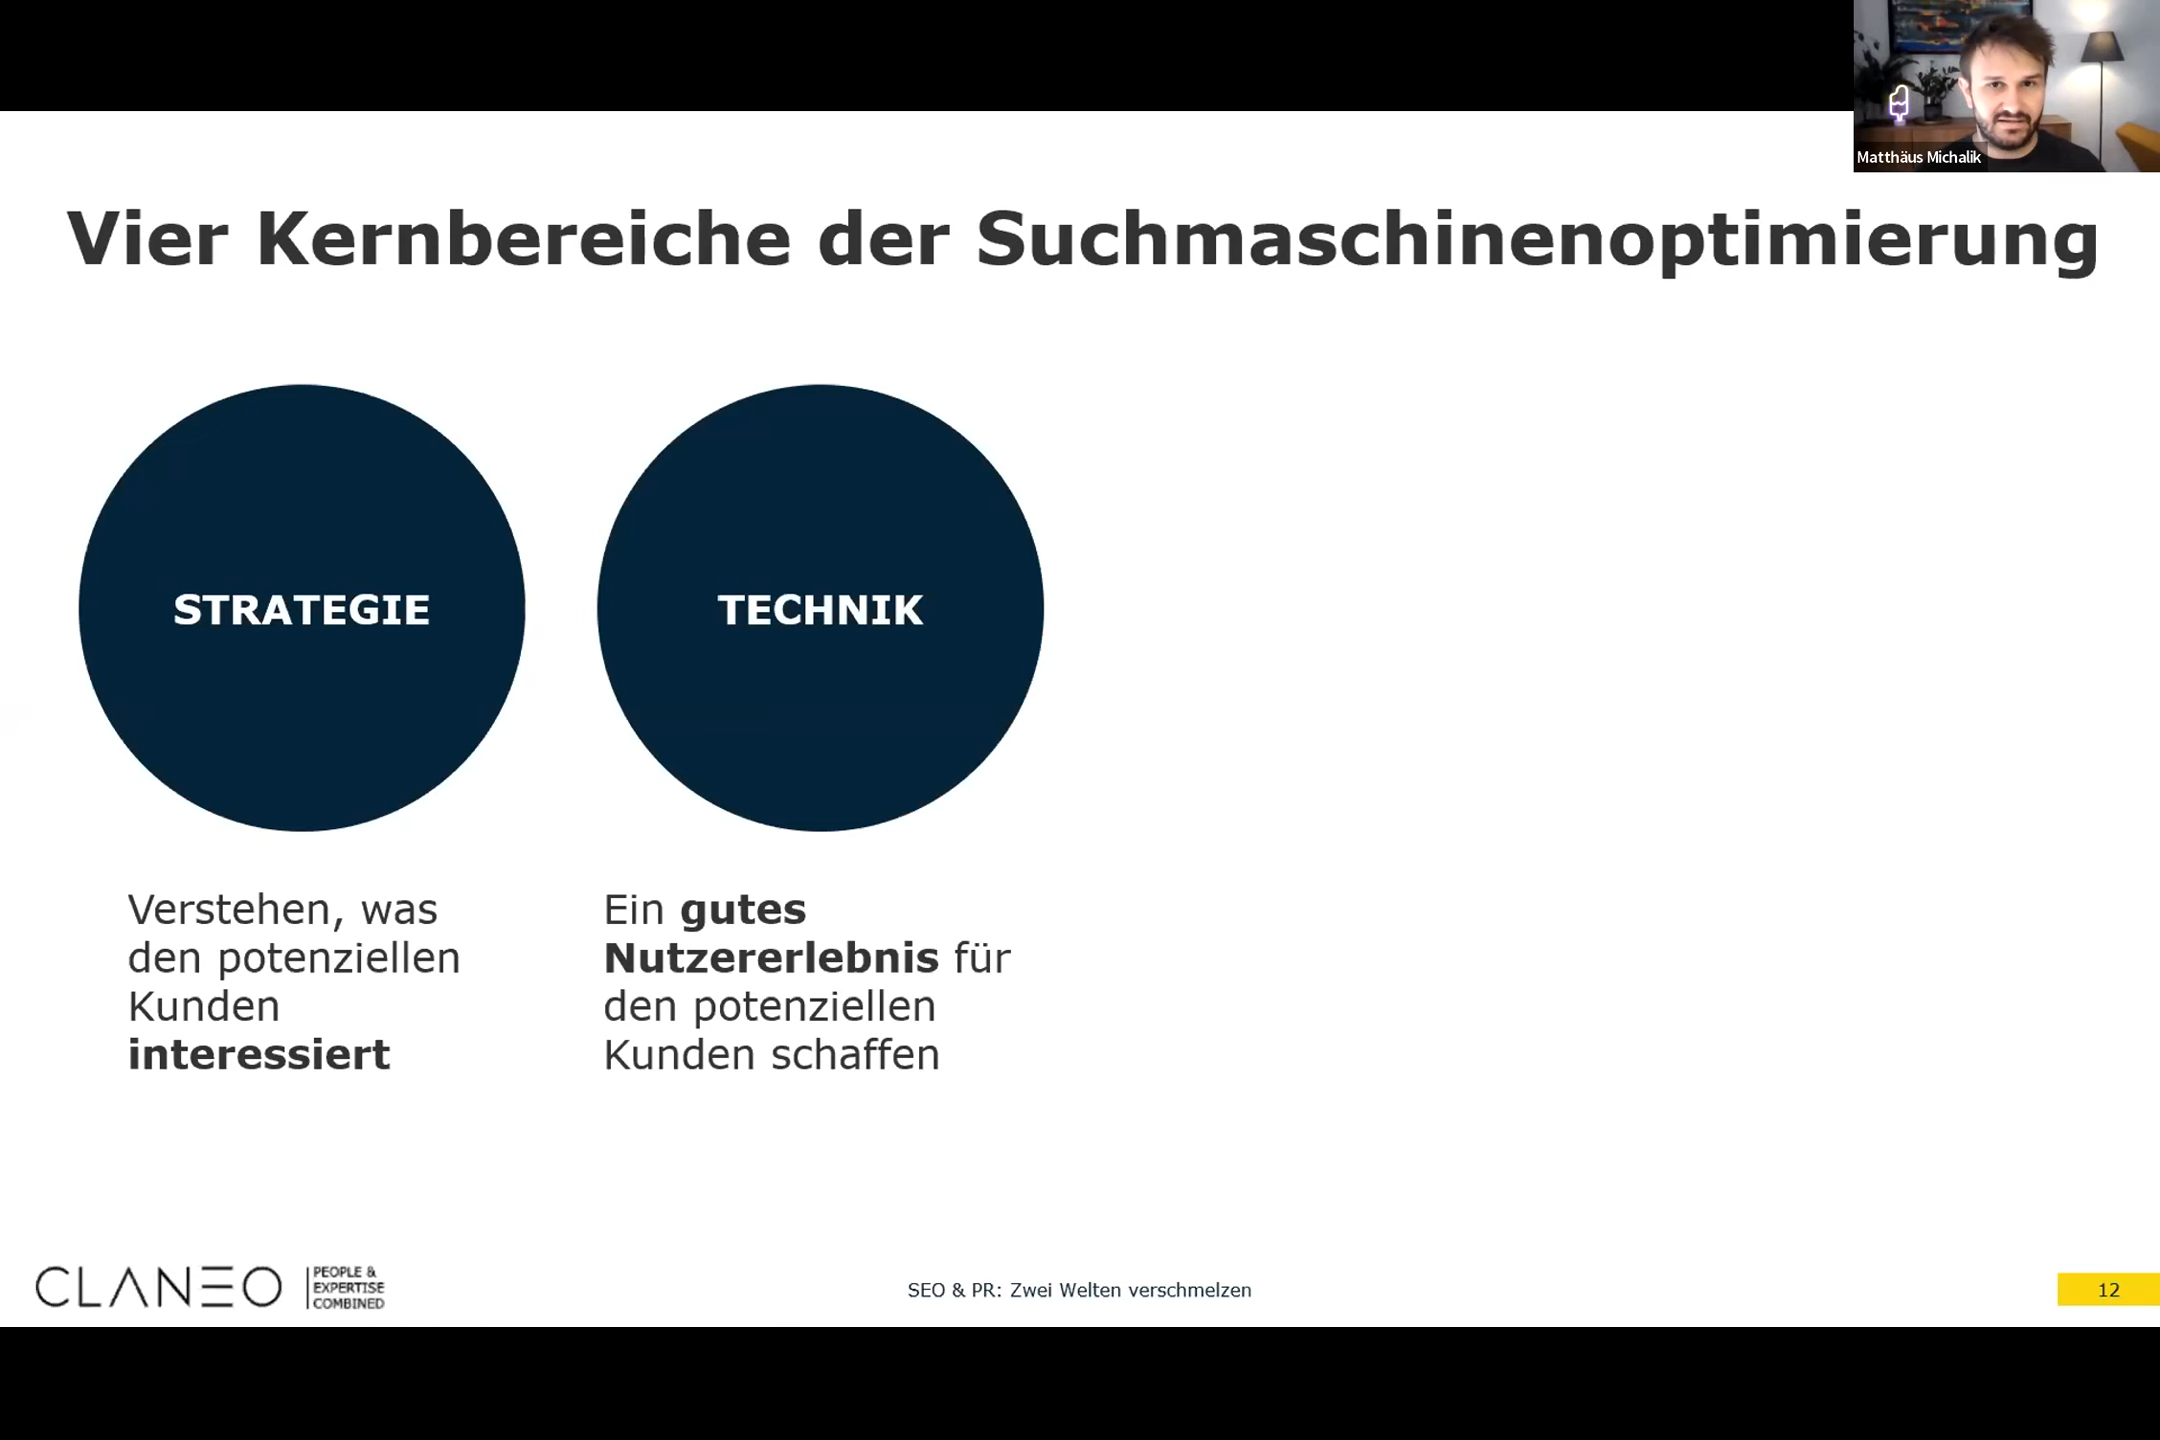 Matthäus Michalik
Vier Kernbereiche der Suchmaschinenoptimierung
STRATEGIE
TECHNIK
Verstehen, was
den potenziellen
Kunden
interessiert
Ein gutes
Nutzererlebnis für
den potenziellen
Kunden schaffen
CLANEO
PEOPLE &
EXPERTISE
COMBINED
SEO & PR: Zwei Welten verschmelzen
12